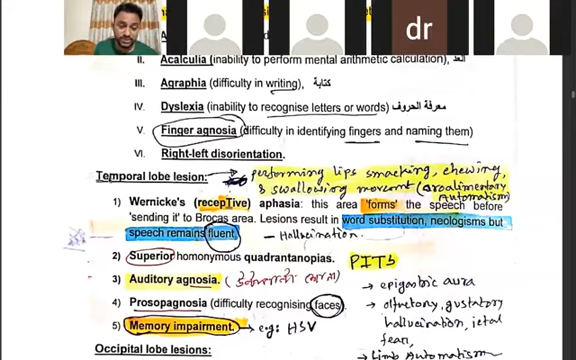 dr
II. Acalculia (inability to perform mental arithmetic calculation), العد
III. Agraphia (difficulty in writing), كتابة
IV. Dyslexia (inability to recognise letters or words) معرفة الحروف
V. Finger agnosia (difficulty in identifying fingers and naming them)
VI. Right-left disorientation.
Temporal lobe lesion: → performing lips smacking, chewing,
& swallowing movement (oroalimentary
Automatism)
1) Wernicke's (recepTive) aphasia: this area 'forms' the speech before
'sending it' to Brocas area. Lesions result in word substitution, neologisms but
speech remains fluent. - Hallucination.
2) Superior homonymous quadrantanopias. PITS
3) Auditory agnosia.
→ epigastric aura
4) Prosopagnosia (difficulty recognising faces)
→ olfactory, gustatory
hallucination, ictal
fear,
5) Memory impairment. → eg: HSV
→ limb Automatism
Occipital lobe lesions: